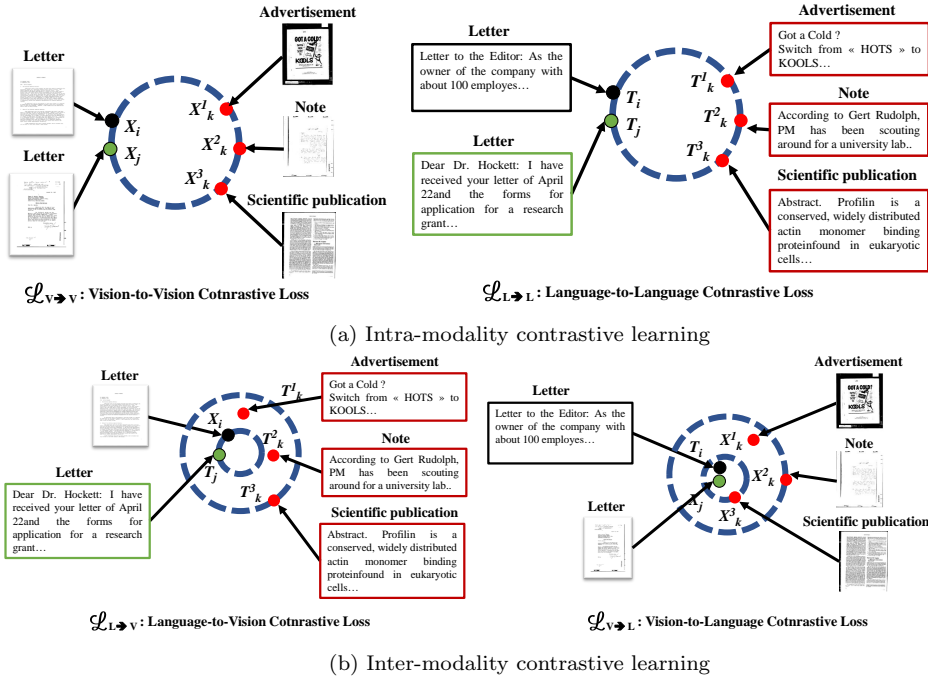 Advertisement
Letter
GOT A COLD?
KOOLS
X_i
X_j
X^1_k
X^2_k
X^3_k
Note
Letter
Scientific publication
ℒ V→V : Vision-to-Vision Cotnrastive Loss
Advertisement
Letter
Letter to the Editor: As the
owner of the company with
about 100 employes…
Got a Cold ?
Switch from « HOTS » to
KOOLS…
T_i
T_j
T^1_k
T^2_k
T^3_k
Note
According to Gert Rudolph,
PM has been scouting
around for a university lab..
Letter
Dear Dr. Hockett: I have
received your letter of April
22and the forms for
application for a research
grant…
Scientific publication
Abstract. Profilin is a
conserved, widely distributed
actin monomer binding
proteinfound in eukaryotic
cells…
ℒ L→L : Language-to-Language Cotnrastive Loss
(a) Intra-modality contrastive learning
Advertisement
Letter
Got a Cold ?
Switch from « HOTS » to
KOOLS…
X_i
T_j
T^1_k
T^2_k
T^3_k
Note
According to Gert Rudolph,
PM has been scouting
around for a university lab..
Letter
Dear Dr. Hockett: I have
received your letter of April
22and the forms for
application for a research
grant…
Scientific publication
Abstract. Profilin is a
conserved, widely distributed
actin monomer binding
proteinfound in eukaryotic
cells…
ℒ L→V : Language-to-Vision Cotnrastive Loss
Advertisement
Letter
Letter to the Editor: As the
owner of the company with
about 100 employes…
GOT A COLD?
KOOLS
T_i
X_j
X^1_k
X^2_k
X^3_k
Note
Letter
Scientific publication
ℒ V→L : Vision-to-Language Cotnrastive Loss
(b) Inter-modality contrastive learning